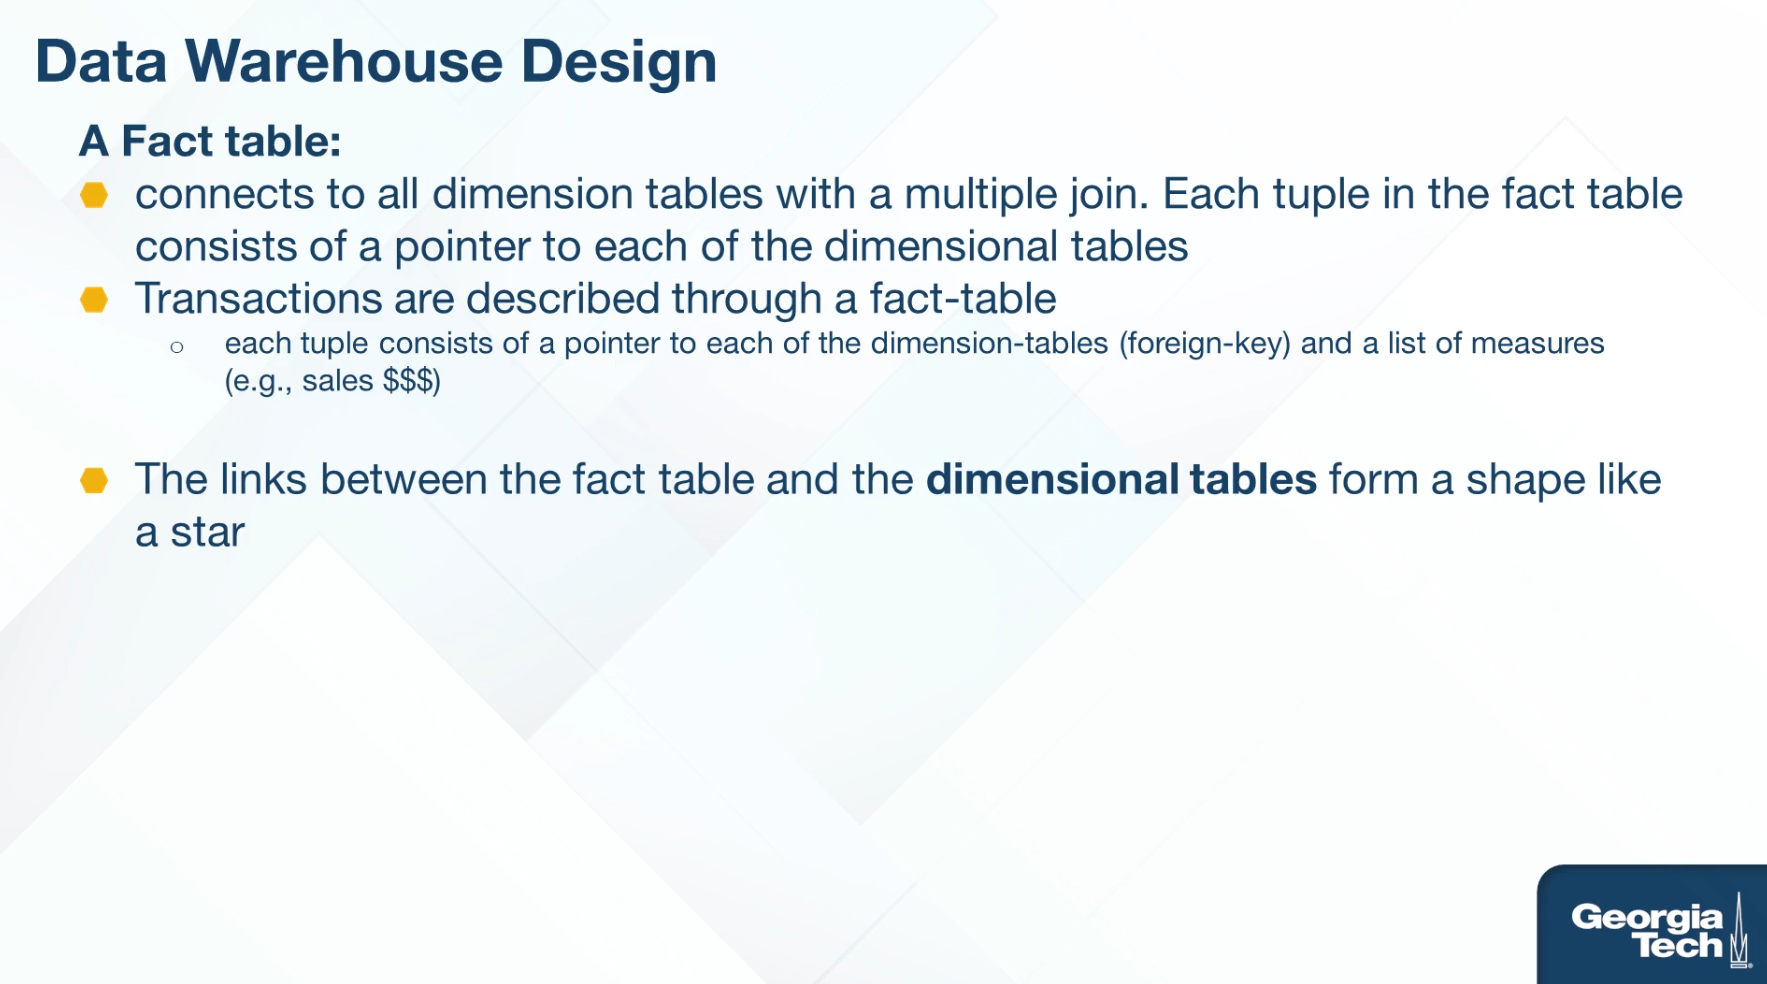 Data Warehouse Design
A Fact table:
connects to all dimension tables with a multiple join. Each tuple in the fact table
consists of a pointer to each of the dimensional tables
Transactions are described through a fact-table
each tuple consists of a pointer to each of the dimension-tables (foreign-key) and a list of measures
(e.g., sales $$$)
The links between the fact table and the dimensional tables form a shape like
a star
Georgia
Tech